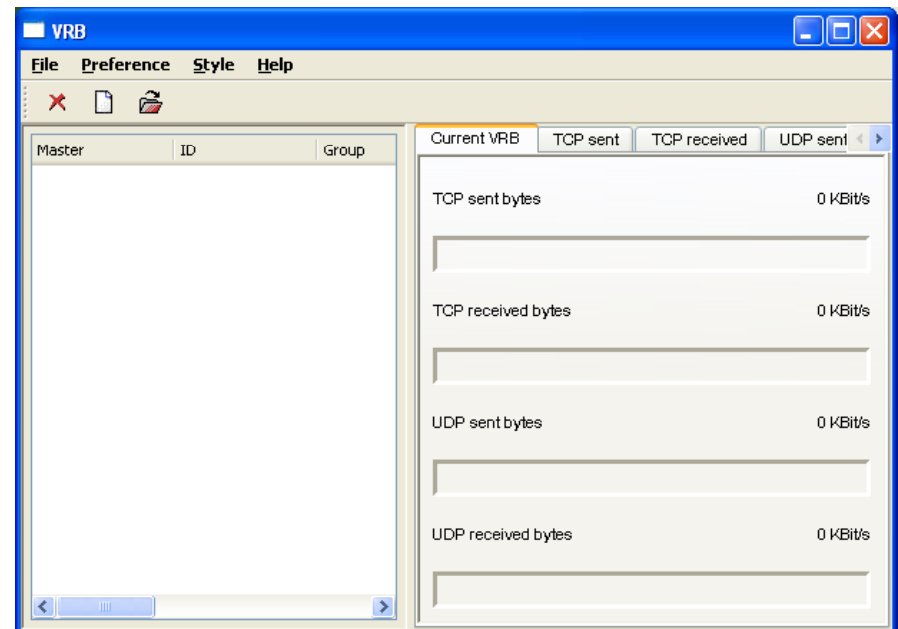 VRB
File Preference Style Help
Master ID Group
Current VRB TCP sent TCP received UDP sent
TCP sent bytes 0 KBit/s
TCP received bytes 0 KBit/s
UDP sent bytes 0 KBit/s
UDP received bytes 0 KBit/s